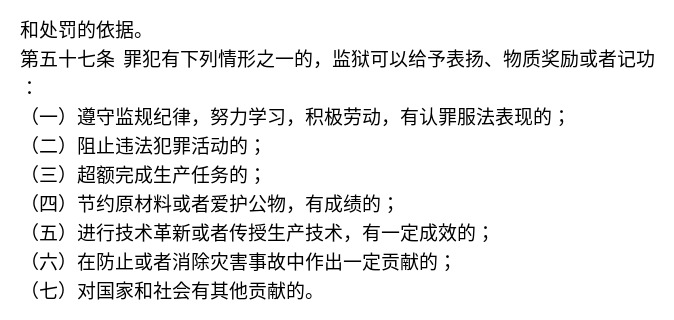 和处罚的依据。
第五十七条 罪犯有下列情形之一的，监狱可以给予表扬、物质奖励或者记功
：
（一）遵守监规纪律，努力学习，积极劳动，有认罪服法表现的；
（二）阻止违法犯罪活动的；
（三）超额完成生产任务的；
（四）节约原材料或者爱护公物，有成绩的；
（五）进行技术革新或者传授生产技术，有一定成效的；
（六）在防止或者消除灾害事故中作出一定贡献的；
（七）对国家和社会有其他贡献的。